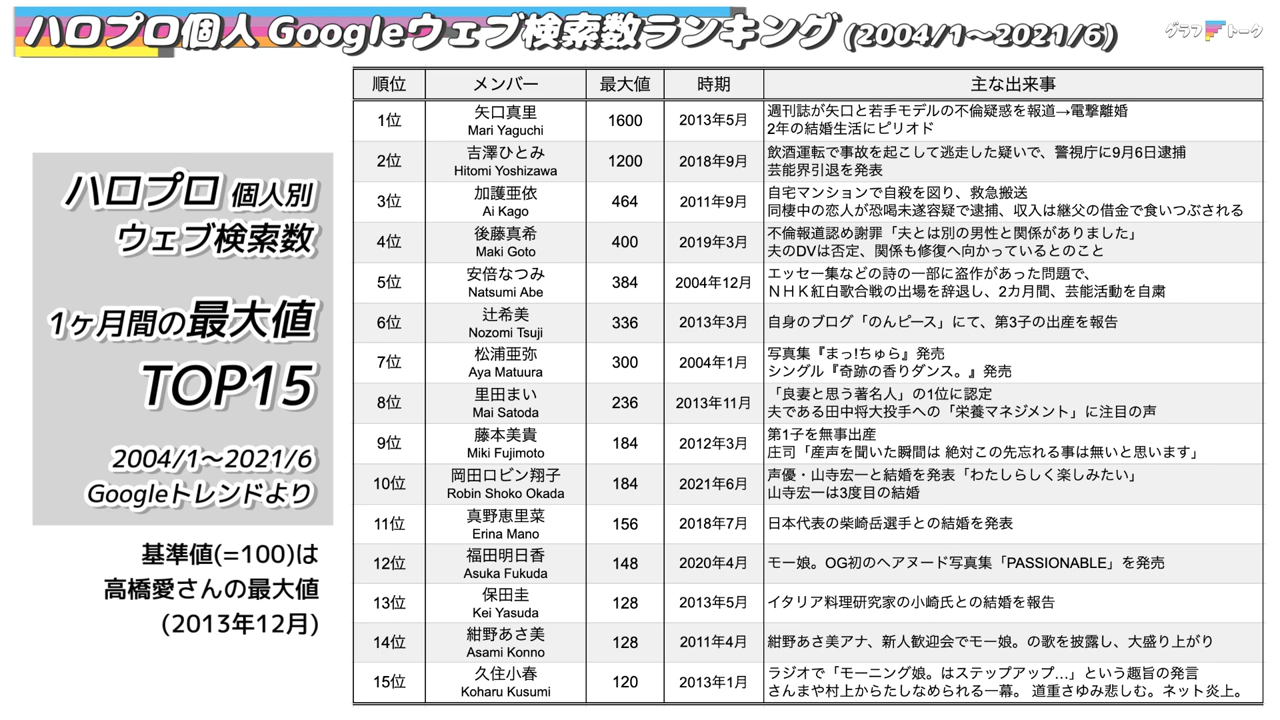 ハロプロ個人 Googleウェブ検索数ランキング (2004/1～2021/6)
グラフトーク
ハロプロ 個人別
ウェブ検索数
1ヶ月間の最大値
TOP15
2004/1～2021/6
Googleトレンドより
基準値(=100)は
高橋愛さんの最大値
(2013年12月)
順位 メンバー 最大値 時期 主な出来事
1位 矢口真里 Mari Yaguchi 1600 2013年5月 週刊誌が矢口と若手モデルの不倫疑惑を報道→電撃離婚
2年の結婚生活にピリオド
2位 吉澤ひとみ Hitomi Yoshizawa 1200 2018年9月 飲酒運転で事故を起こして逃走した疑いで、警視庁に9月6日逮捕
芸能界引退を発表
3位 加護亜依 Ai Kago 464 2011年9月 自宅マンションで自殺を図り、救急搬送
同棲中の恋人が恐喝未遂容疑で逮捕、収入は継父の借金で食いつぶされる
4位 後藤真希 Maki Goto 400 2019年3月 不倫報道認め謝罪「夫とは別の男性と関係がありました」
夫のDVは否定、関係も修復へ向かっているとのこと
5位 安倍なつみ Natsumi Abe 384 2004年12月 エッセー集などの詩の一部に盗作があった問題で、
ＮＨＫ紅白歌合戦の出場を辞退し、2カ月間、芸能活動を自粛
6位 辻希美 Nozomi Tsuji 336 2013年3月 自身のブログ「のんピース」にて、第3子の出産を報告
7位 松浦亜弥 Aya Matuura 300 2004年1月 写真集『まっ!ちゅら』発売
シングル『奇跡の香りダンス。』発売
8位 里田まい Mai Satoda 236 2013年11月 「良妻と思う著名人」の1位に認定
夫である田中将大投手への「栄養マネジメント」に注目の声
9位 藤本美貴 Miki Fujimoto 184 2012年3月 第1子を無事出産
庄司「産声を聞いた瞬間は 絶対この先忘れる事は無いと思います」
10位 岡田ロビン翔子 Robin Shoko Okada 184 2021年6月 声優・山寺宏一と結婚を発表「わたしらしく楽しみたい」
山寺宏一は3度目の結婚
11位 真野恵里菜 Erina Mano 156 2018年7月 日本代表の柴崎岳選手との結婚を発表
12位 福田明日香 Asuka Fukuda 148 2020年4月 モー娘。OG初のヘアヌード写真集「PASSIONABLE」を発売
13位 保田圭 Kei Yasuda 128 2013年5月 イタリア料理研究家の小崎氏との結婚を報告
14位 紺野あさ美 Asami Konno 128 2011年4月 紺野あさ美アナ、新人歓迎会でモー娘。の歌を披露し、大盛り上がり
15位 久住小春 Koharu Kusumi 120 2013年1月 ラジオで「モーニング娘。はステップアップ…」という趣旨の発言
さんまや村上からたしなめられる一幕。 道重さゆみ悲しむ。ネット炎上。